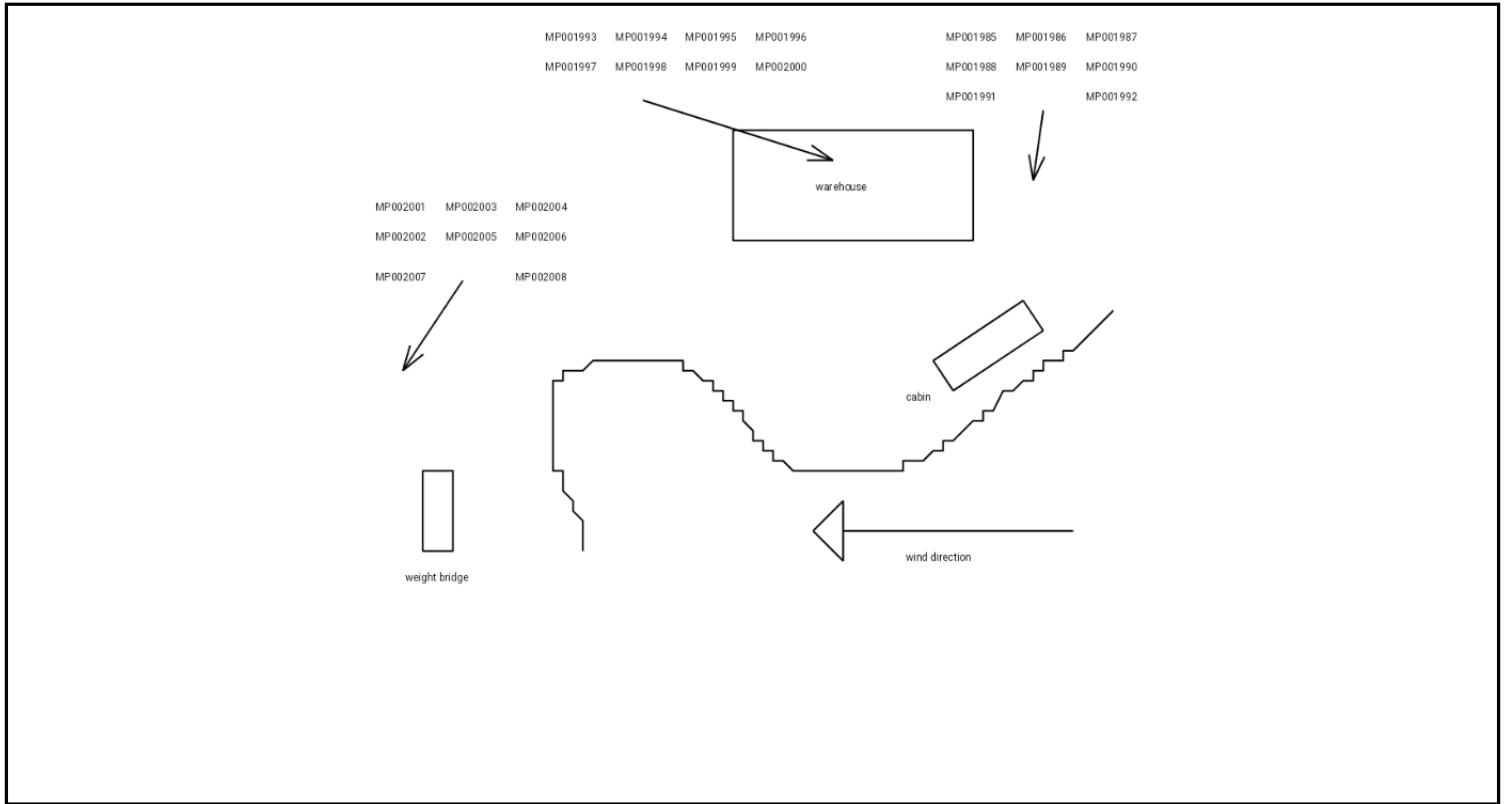 MP001993 MP001994 MP001995 MP001996
MP001997 MP001998 MP001999 MP002000
MP001985 MP001986 MP001987
MP001988 MP001989 MP001990
MP001991 MP001992
warehouse
MP002001 MP002003 MP002004
MP002002 MP002005 MP002006
MP002007 MP002008
cabin
wind direction
weight bridge